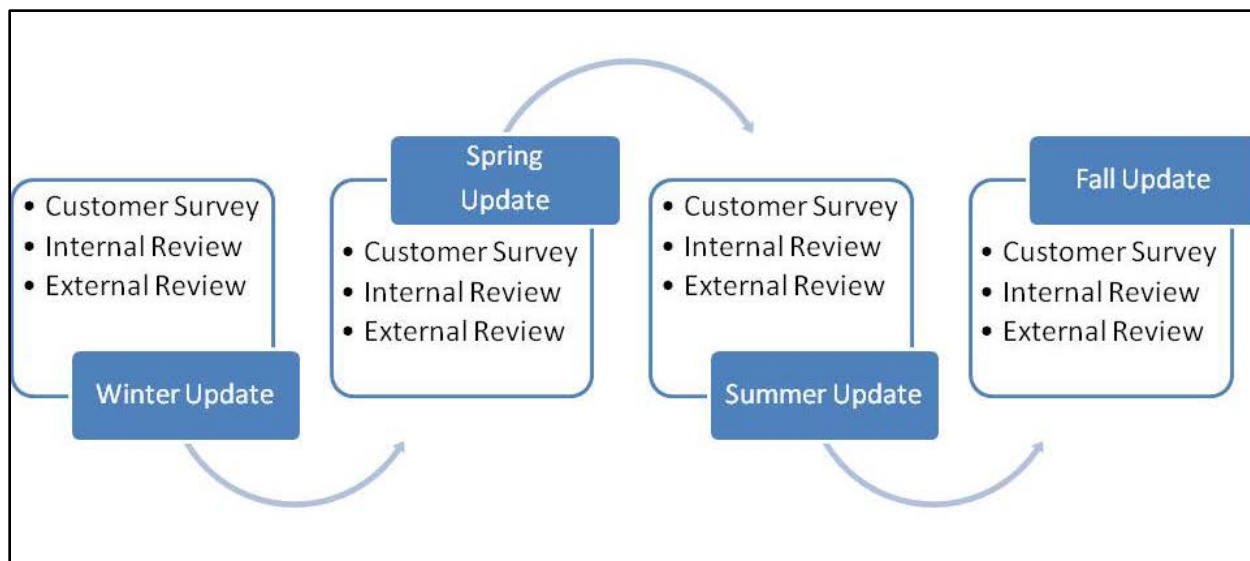 • Customer Survey
• Internal Review
• External Review
Winter Update
Spring
Update
• Customer Survey
• Internal Review
• External Review
• Customer Survey
• Internal Review
• External Review
Summer Update
Fall Update
• Customer Survey
• Internal Review
• External Review